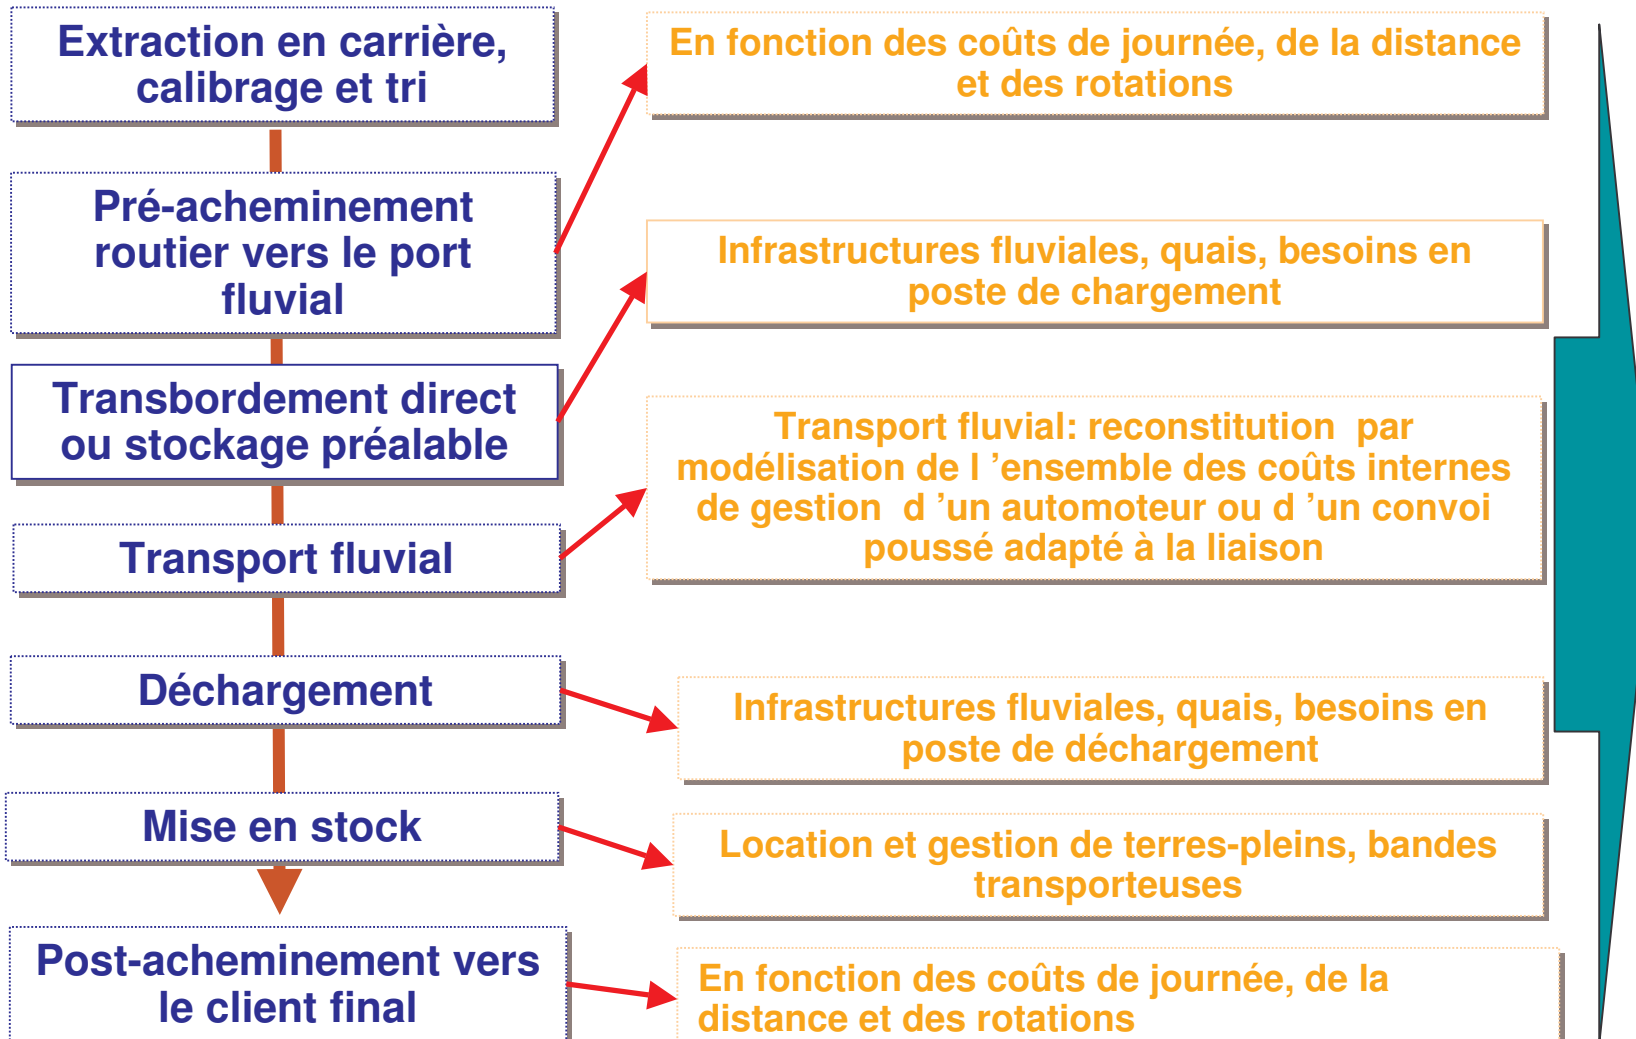 Extraction en carrière,
calibrage et tri
En fonction des coûts de journée, de la distance
et des rotations
Pré-acheminement
routier vers le port
fluvial
Infrastructures fluviales, quais, besoins en
poste de chargement
Transbordement direct
ou stockage préalable
Transport fluvial: reconstitution  par
modélisation de l ’ensemble des coûts internes
de gestion  d ’un automoteur ou d ’un convoi
poussé adapté à la liaison
Transport fluvial
Déchargement
Infrastructures fluviales, quais, besoins en
poste de déchargement
Mise en stock
Location et gestion de terres-pleins, bandes
transporteuses
Post-acheminement vers
le client final
En fonction des coûts de journée, de la
distance et des rotations